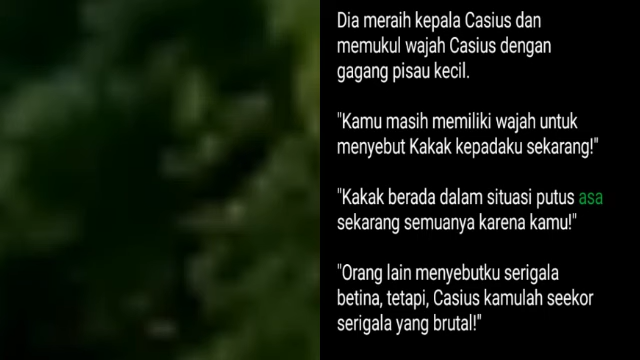 Dia meraih kepala Casius dan
memukul wajah Casius dengan
gagang pisau kecil.
"Kamu masih memiliki wajah untuk
menyebut Kakak kepadaku sekarang!"
"Kakak berada dalam situasi putus asa
sekarang semuanya karena kamu!"
"Orang lain menyebutku serigala
betina, tetapi, Casius kamulah seekor
serigala yang brutal!"